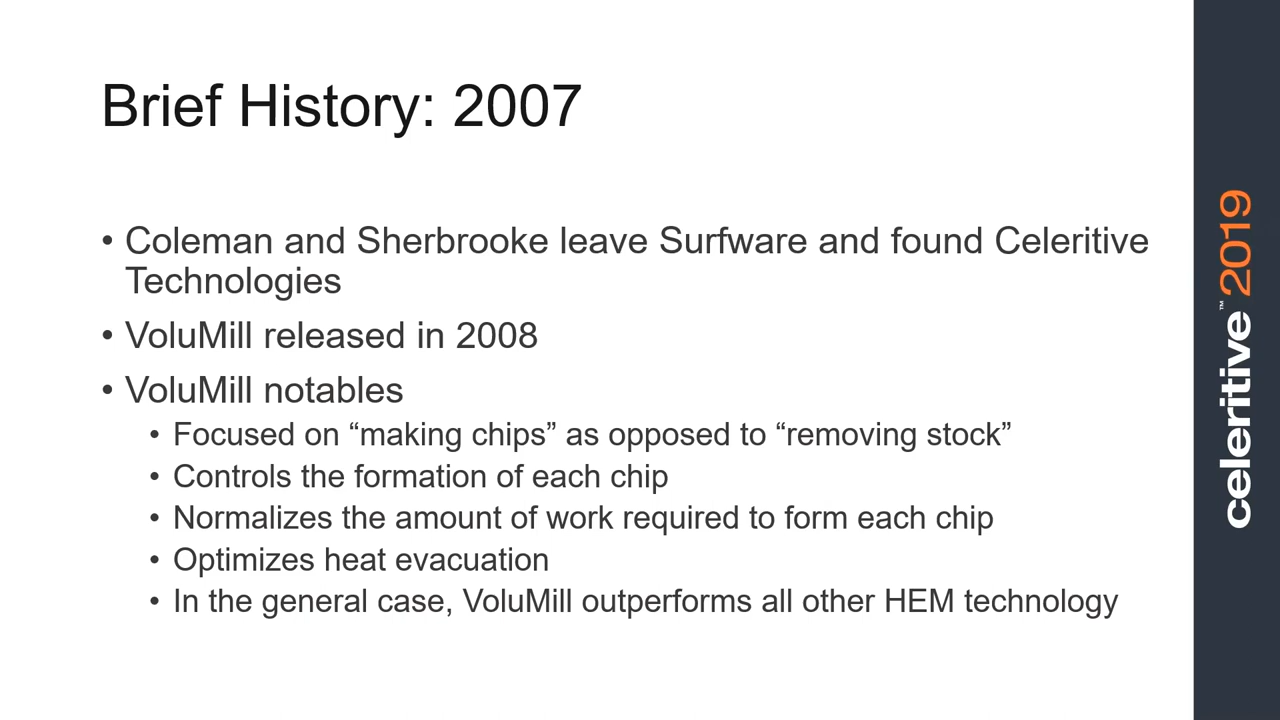 Brief History: 2007
• Coleman and Sherbrooke leave Surfware and found Celeritive
Technologies
• VoluMill released in 2008
• VoluMill notables
• Focused on “making chips” as opposed to “removing stock”
• Controls the formation of each chip
• Normalizes the amount of work required to form each chip
• Optimizes heat evacuation
• In the general case, VoluMill outperforms all other HEM technology
celeritive™ 2019